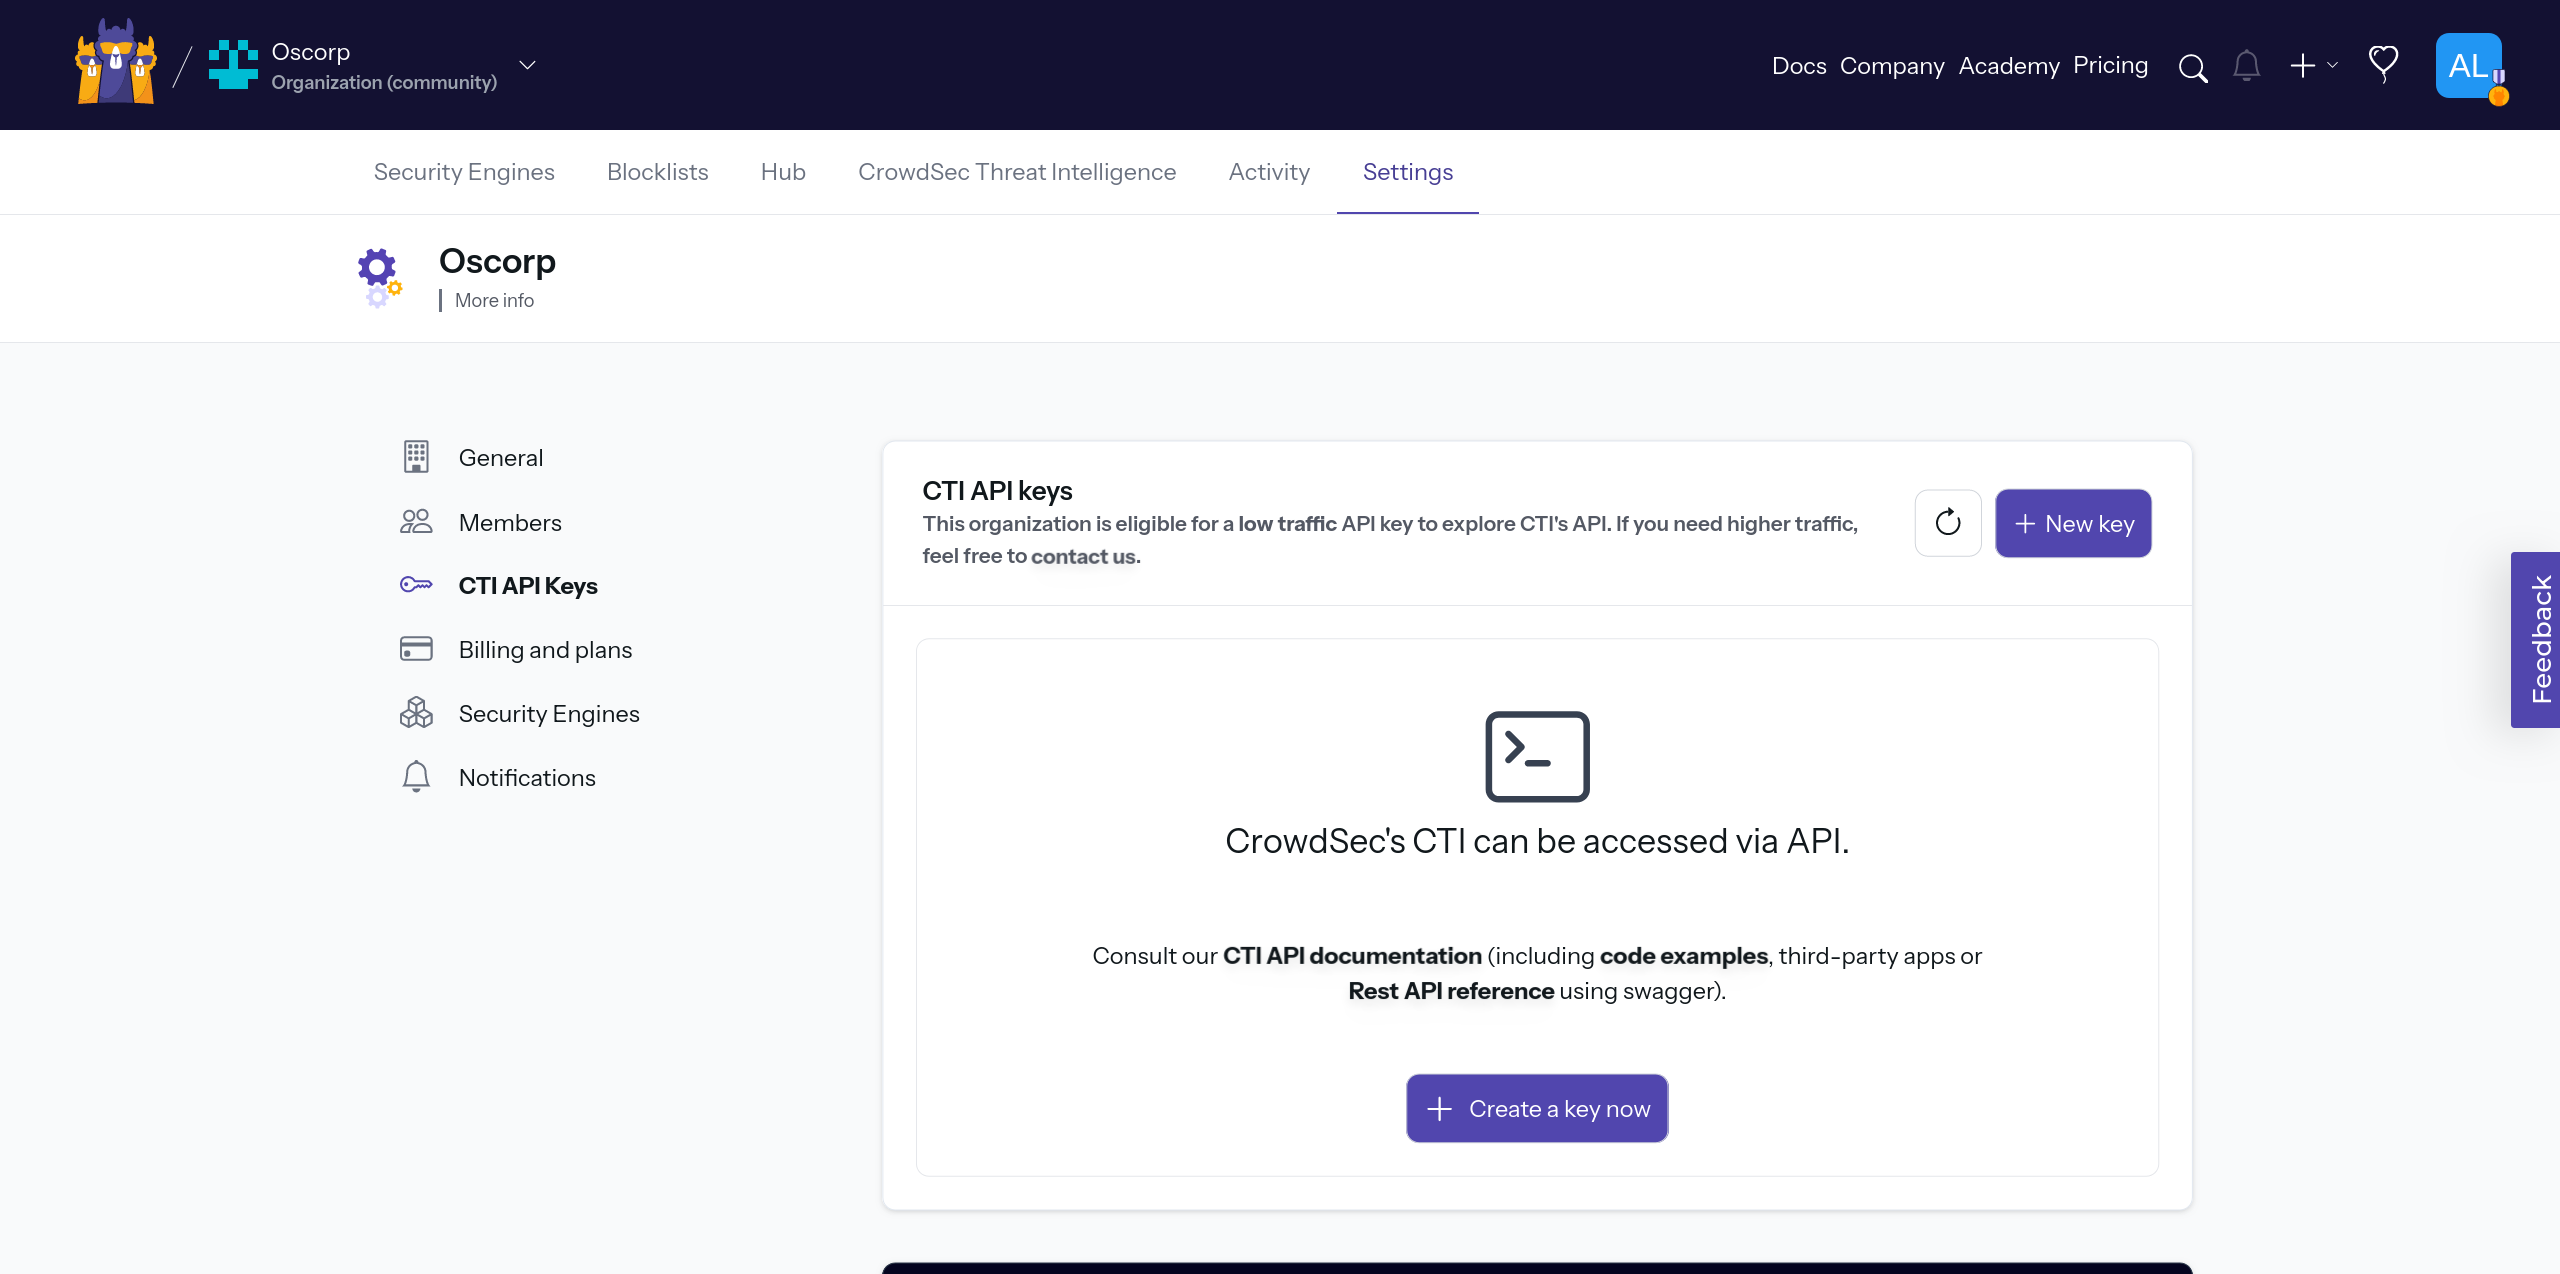 Oscorp
Organization (community)
Docs Company Academy Pricing
AL
Security Engines Blocklists Hub CrowdSec Threat Intelligence Activity Settings
Oscorp
More info
General
Members
CTI API Keys
Billing and plans
Security Engines
Notifications
CTI API keys
This organization is eligible for a low traffic API key to explore CTI's API. If you need higher traffic,
feel free to contact us.
New key
CrowdSec's CTI can be accessed via API.
Consult our CTI API documentation (including code examples, third-party apps or
Rest API reference using swagger).
Create a key now
Feedback